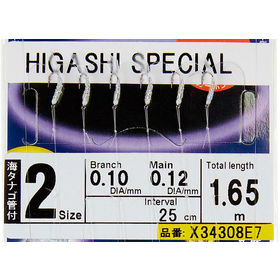 HIGASHI SPECIAL
海タナゴ管付
2
Size
Branch Main Total length
0.10 0.12 1.65
DIA/MM DIA/MM m
Interval
25 cm
品番: X34308E7